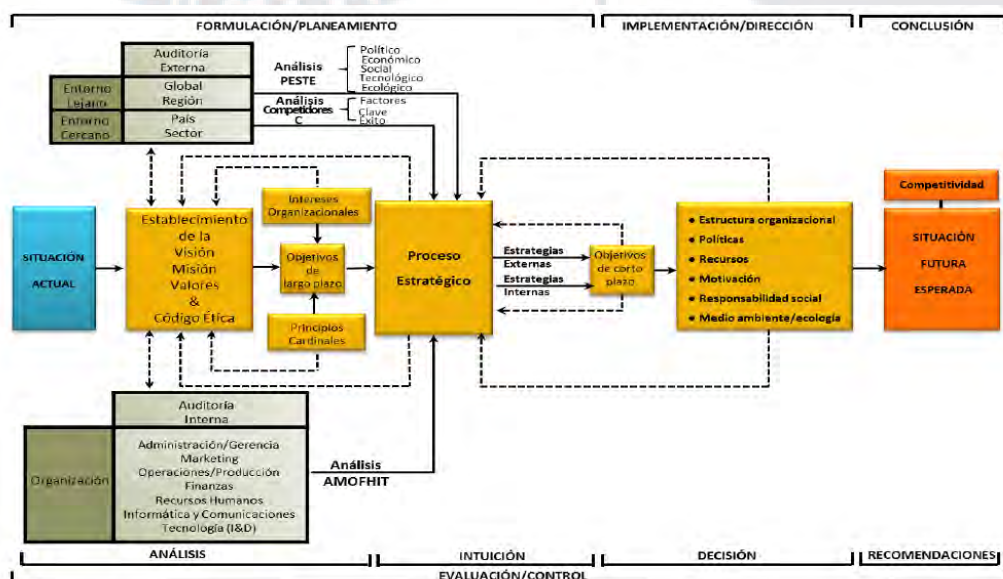 FORMULACIÓN/PLANEAMIENTO
IMPLEMENTACIÓN/DIRECCIÓN
CONCLUSIÓN
Auditoría
Externa
Entorno
Lejano
Global
Región
Entorno
Cercano
País
Sector
Análisis
PESTE
Político
Económico
Social
Tecnológico
Ecológico
Análisis
Competidores
C
Factores
Clave
Éxito
SITUACIÓN
ACTUAL
Establecimiento
de la
Visión
Misión
Valores
&
Código Ética
Intereses
Organizacionales
Objetivos
de
largo plazo
Principios
Cardinales
Proceso
Estratégico
Estrategias
Externas
Estrategias
Internas
Objetivos
de corto
plazo
● Estructura organizacional
● Políticas
● Recursos
● Motivación
● Responsabilidad social
● Medio ambiente/ecología
Competitividad
SITUACIÓN
FUTURA
ESPERADA
Auditoría
Interna
Organización
Administración/Gerencia
Marketing
Operaciones/Producción
Finanzas
Recursos Humanos
Informática y Comunicaciones
Tecnología (I&D)
Análisis
AMOFHIT
ANÁLISIS
INTUICIÓN
DECISIÓN
RECOMENDACIONES
EVALUACIÓN/CONTROL